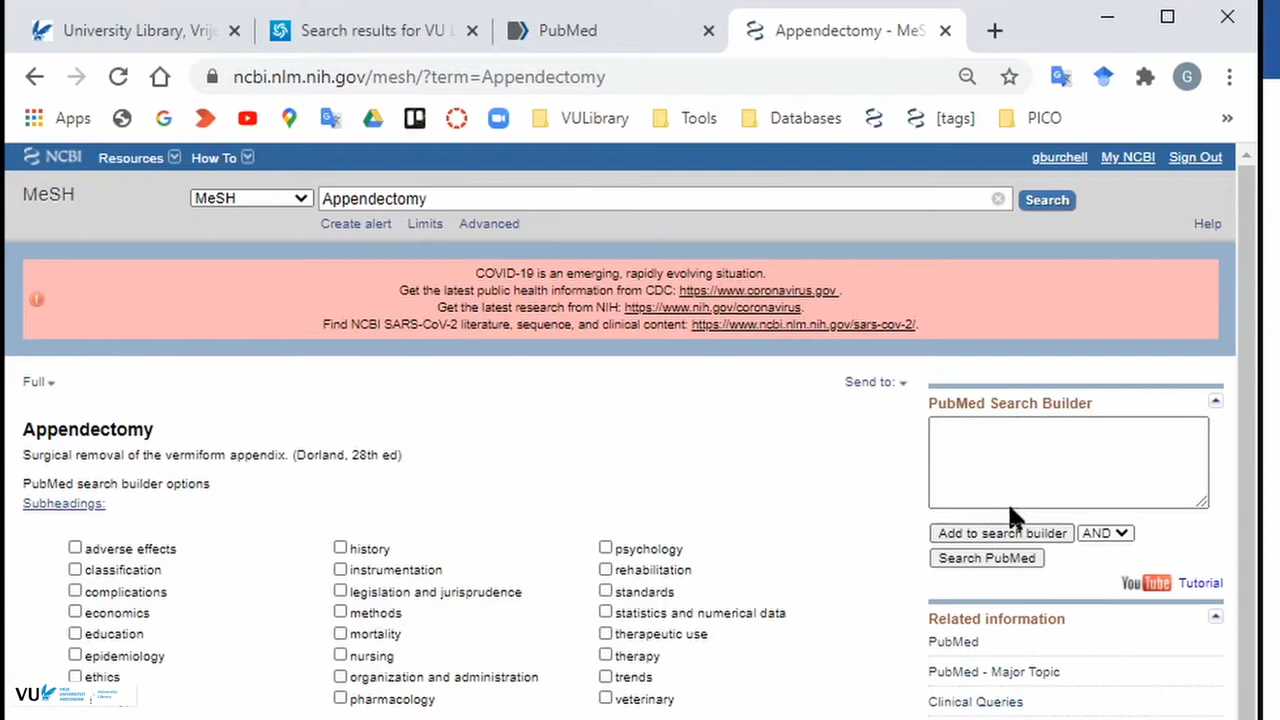 University Library, Vrije
Search results for VU L
PubMed
Appendectomy - MeS
ncbi.nlm.nih.gov/mesh/?term=Appendectomy
G
Apps
VULibrary
Tools
Databases
[tags]
PICO
»
NCBI
Resources
How To
gburchell
My NCBI
Sign Out
MeSH
MeSH
Appendectomy
Search
Create alert
Limits
Advanced
Help
COVID-19 is an emerging, rapidly evolving situation.
Get the latest public health information from CDC: https://www.coronavirus.gov .
Get the latest research from NIH: https://www.nih.gov/coronavirus.
Find NCBI SARS-CoV-2 literature, sequence, and clinical content: https://www.ncbi.nlm.nih.gov/sars-cov-2/.
Full
Send to:
PubMed Search Builder
Appendectomy
Surgical removal of the vermiform appendix. (Dorland, 28th ed)
PubMed search builder options
Subheadings:
Add to search builder
AND
Search PubMed
YouTube Tutorial
adverse effects
history
psychology
classification
instrumentation
rehabilitation
complications
legislation and jurisprudence
standards
economics
methods
statistics and numerical data
education
mortality
therapeutic use
epidemiology
nursing
therapy
ethics
organization and administration
trends
pharmacology
veterinary
Related information
PubMed
PubMed - Major Topic
Clinical Queries
VU
VRIJE
UNIVERSITEIT
AMSTERDAM
University
Library